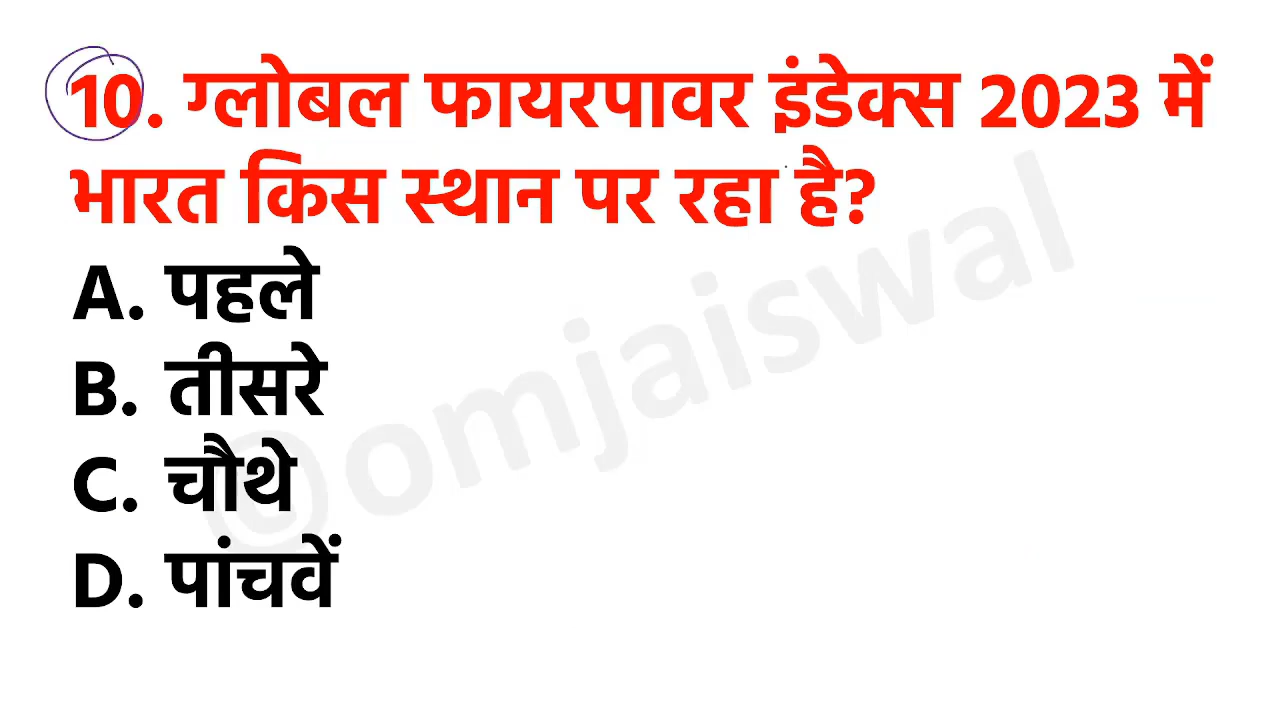 10. ग्लोबल फायरपावर इंडेक्स 2023 में
भारत किस स्थान पर रहा है?
A. पहले
B. तीसरे
C. चौथे
D. पांचवें
@omjaiswal